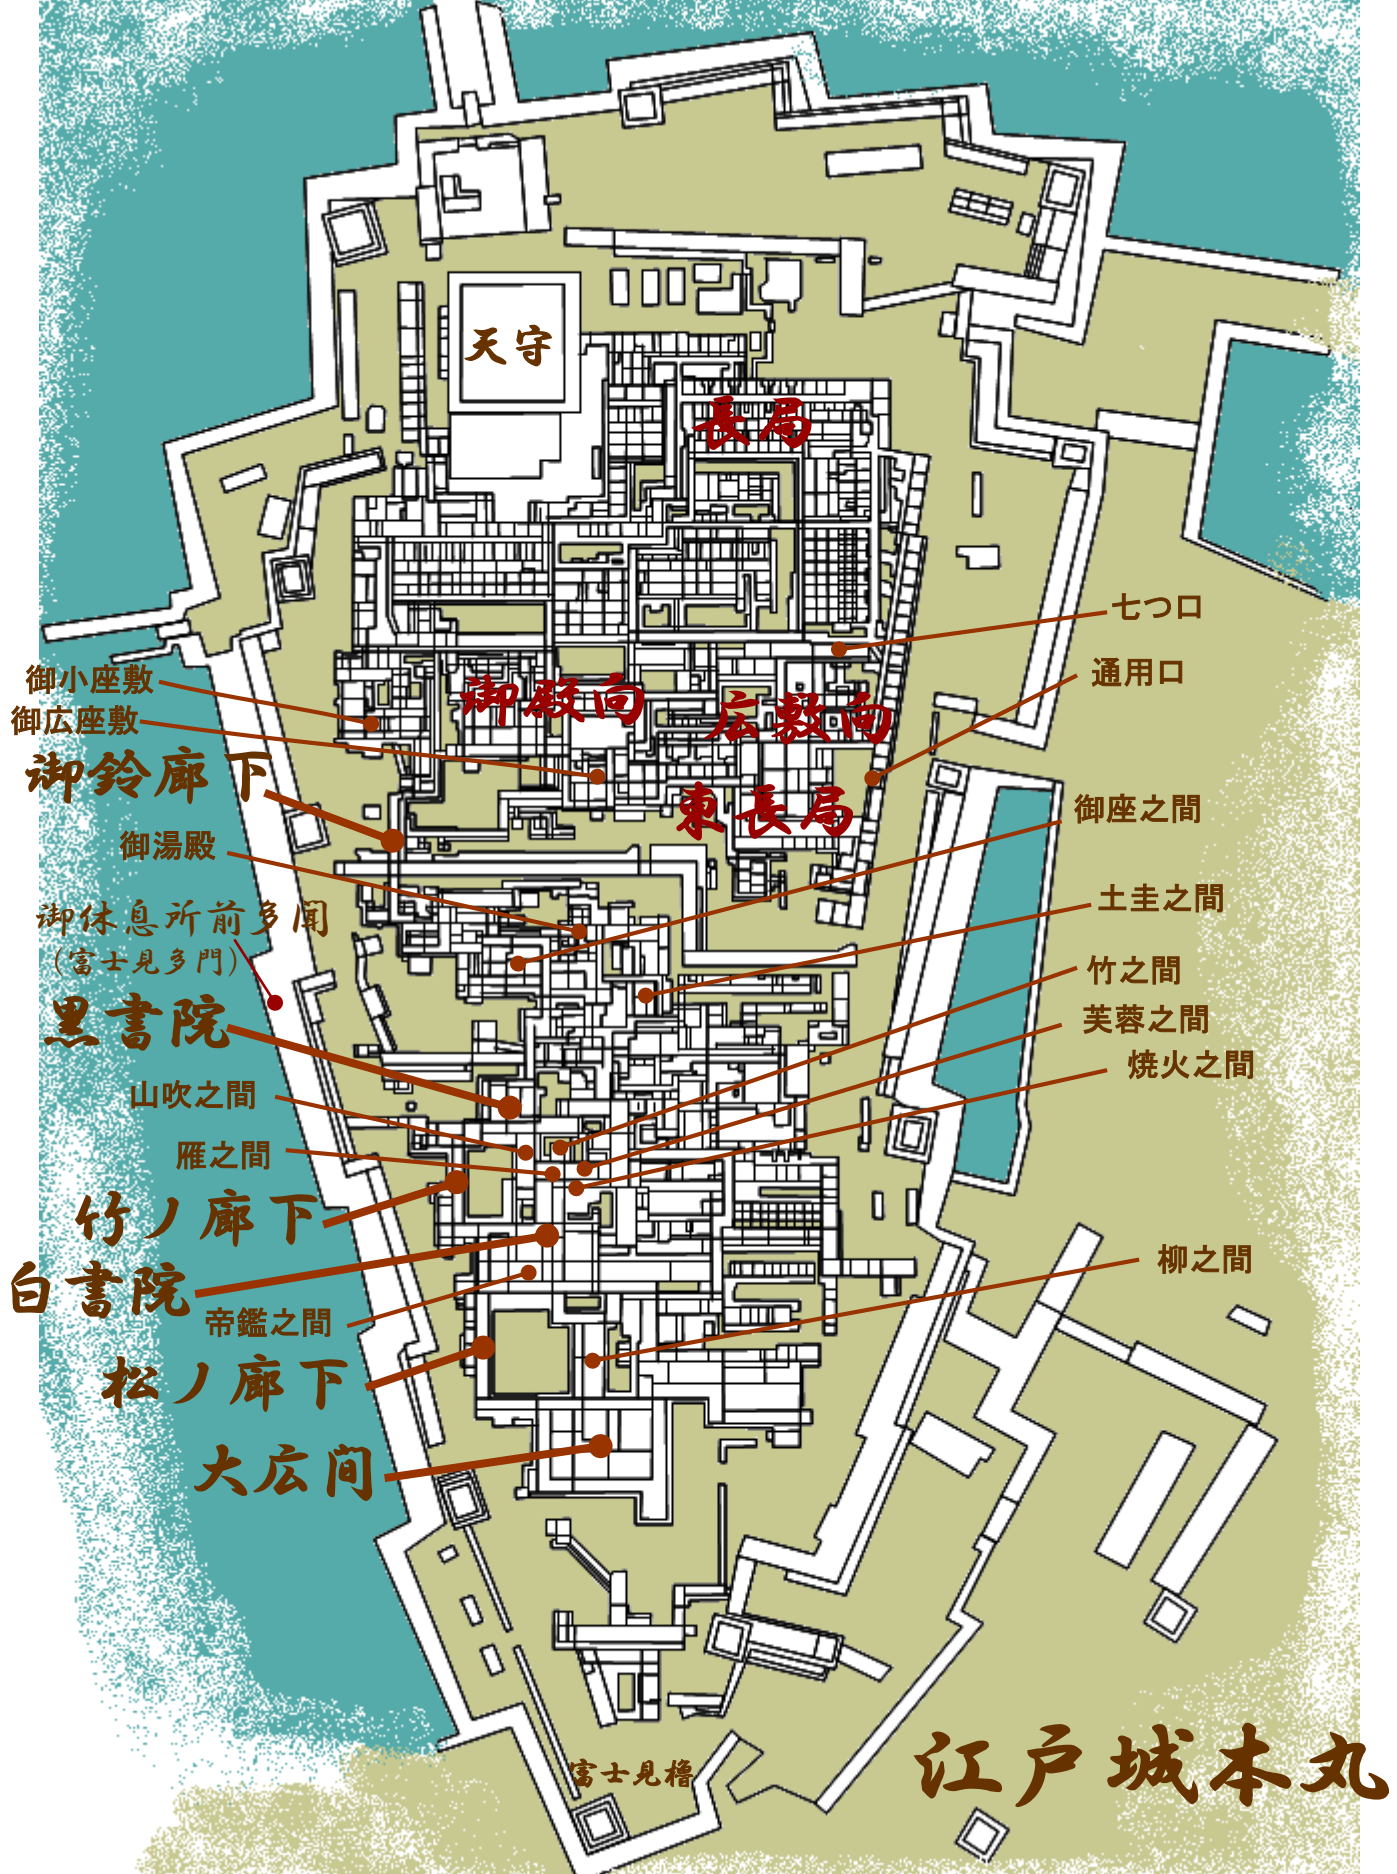 天守
長局
七つ口
通用口
御小座敷
御広座敷
御殿向
広敷向
御鈴廊下
東長局
御座之間
御湯殿
土圭之間
御休息所前多聞
(富士見多門)
竹之間
黒書院
芙蓉之間
焼火之間
山吹之間
雁之間
竹ノ廊下
白書院
柳之間
帝鑑之間
松ノ廊下
大広间
富士見櫓
江戸城本丸